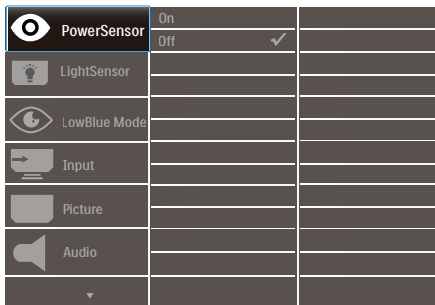 PowerSensor
On
Off
LightSensor
LowBlue Mode
Input
Picture
Audio